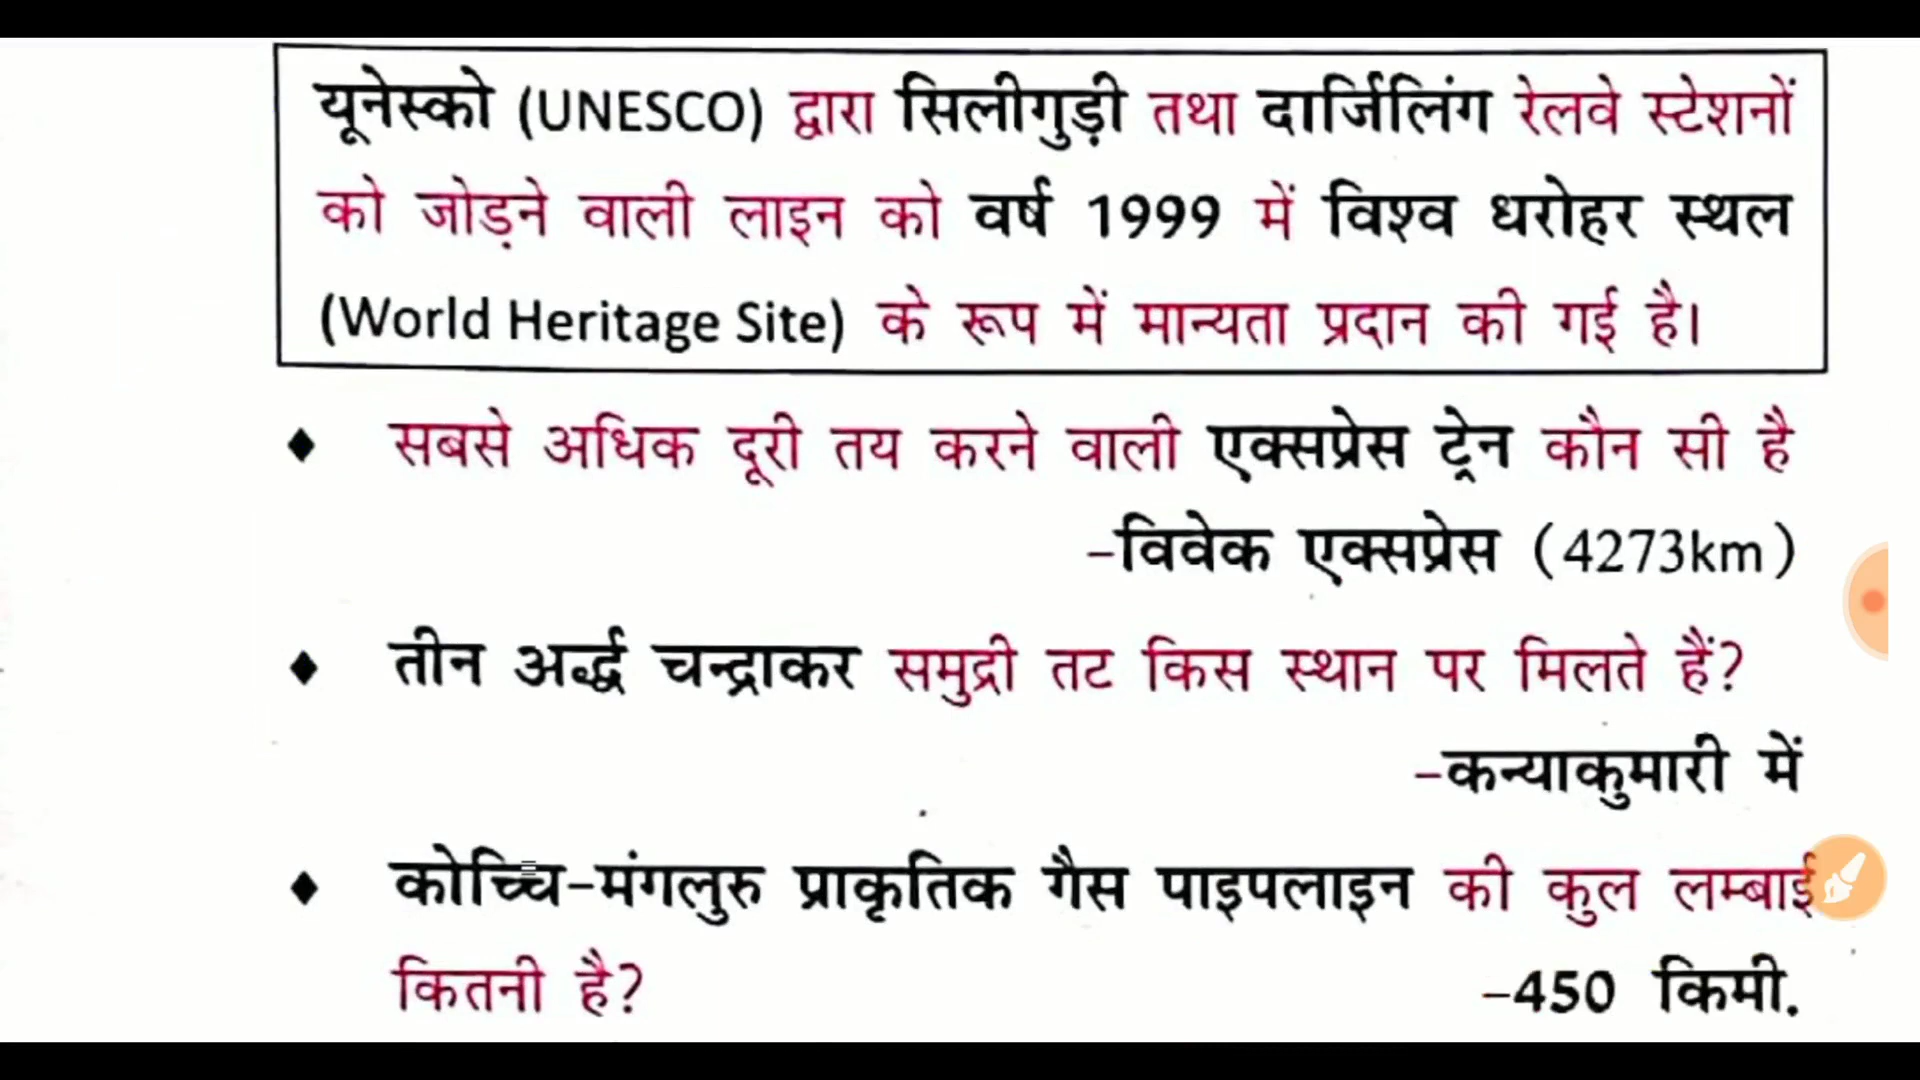 यूनेस्को (UNESCO) द्वारा सिलीगुड़ी तथा दार्जिलिंग रेलवे स्टेशनों
को जोड़ने वाली लाइन को वर्ष 1999 में विश्व धरोहर स्थल
(World Heritage Site) के रूप में मान्यता प्रदान की गई है।
♦ सबसे अधिक दूरी तय करने वाली एक्सप्रेस ट्रेन कौन सी है
-विवेक एक्सप्रेस (4273km)
♦ तीन अर्द्ध चन्द्राकर समुद्री तट किस स्थान पर मिलते हैं?
-कन्याकुमारी में
♦ कोच्चि-मंगलुरु प्राकृतिक गैस पाइपलाइन की कुल लम्बाई
कितनी है? -450 किमी.